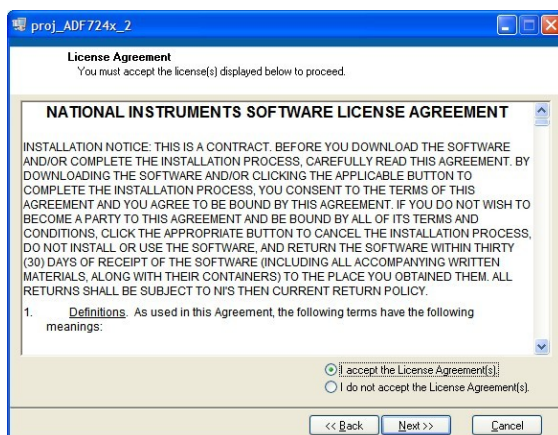 proj_ADF724x_2
License Agreement
You must accept the license(s) displayed below to proceed.
NATIONAL INSTRUMENTS SOFTWARE LICENSE AGREEMENT
INSTALLATION NOTICE: THIS IS A CONTRACT. BEFORE YOU DOWNLOAD THE SOFTWARE
AND/OR COMPLETE THE INSTALLATION PROCESS, CAREFULLY READ THIS AGREEMENT. BY
DOWNLOADING THE SOFTWARE AND/OR CLICKING THE APPLICABLE BUTTON TO
COMPLETE THE INSTALLATION PROCESS, YOU CONSENT TO THE TERMS OF THIS
AGREEMENT AND YOU AGREE TO BE BOUND BY THIS AGREEMENT. IF YOU DO NOT WISH TO
BECOME A PARTY TO THIS AGREEMENT AND BE BOUND BY ALL OF ITS TERMS AND
CONDITIONS, CLICK THE APPROPRIATE BUTTON TO CANCEL THE INSTALLATION PROCESS,
DO NOT INSTALL OR USE THE SOFTWARE, AND RETURN THE SOFTWARE WITHIN THIRTY
(30) DAYS OF RECEIPT OF THE SOFTWARE (INCLUDING ALL ACCOMPANYING WRITTEN
MATERIALS, ALONG WITH THEIR CONTAINERS) TO THE PLACE YOU OBTAINED THEM. ALL
RETURNS SHALL BE SUBJECT TO NI'S THEN CURRENT RETURN POLICY.
1. Definitions. As used in this Agreement, the following terms have the following
meanings:
I accept the License Agreement(s).
I do not accept the License Agreement(s).
<< Back Next >> Cancel